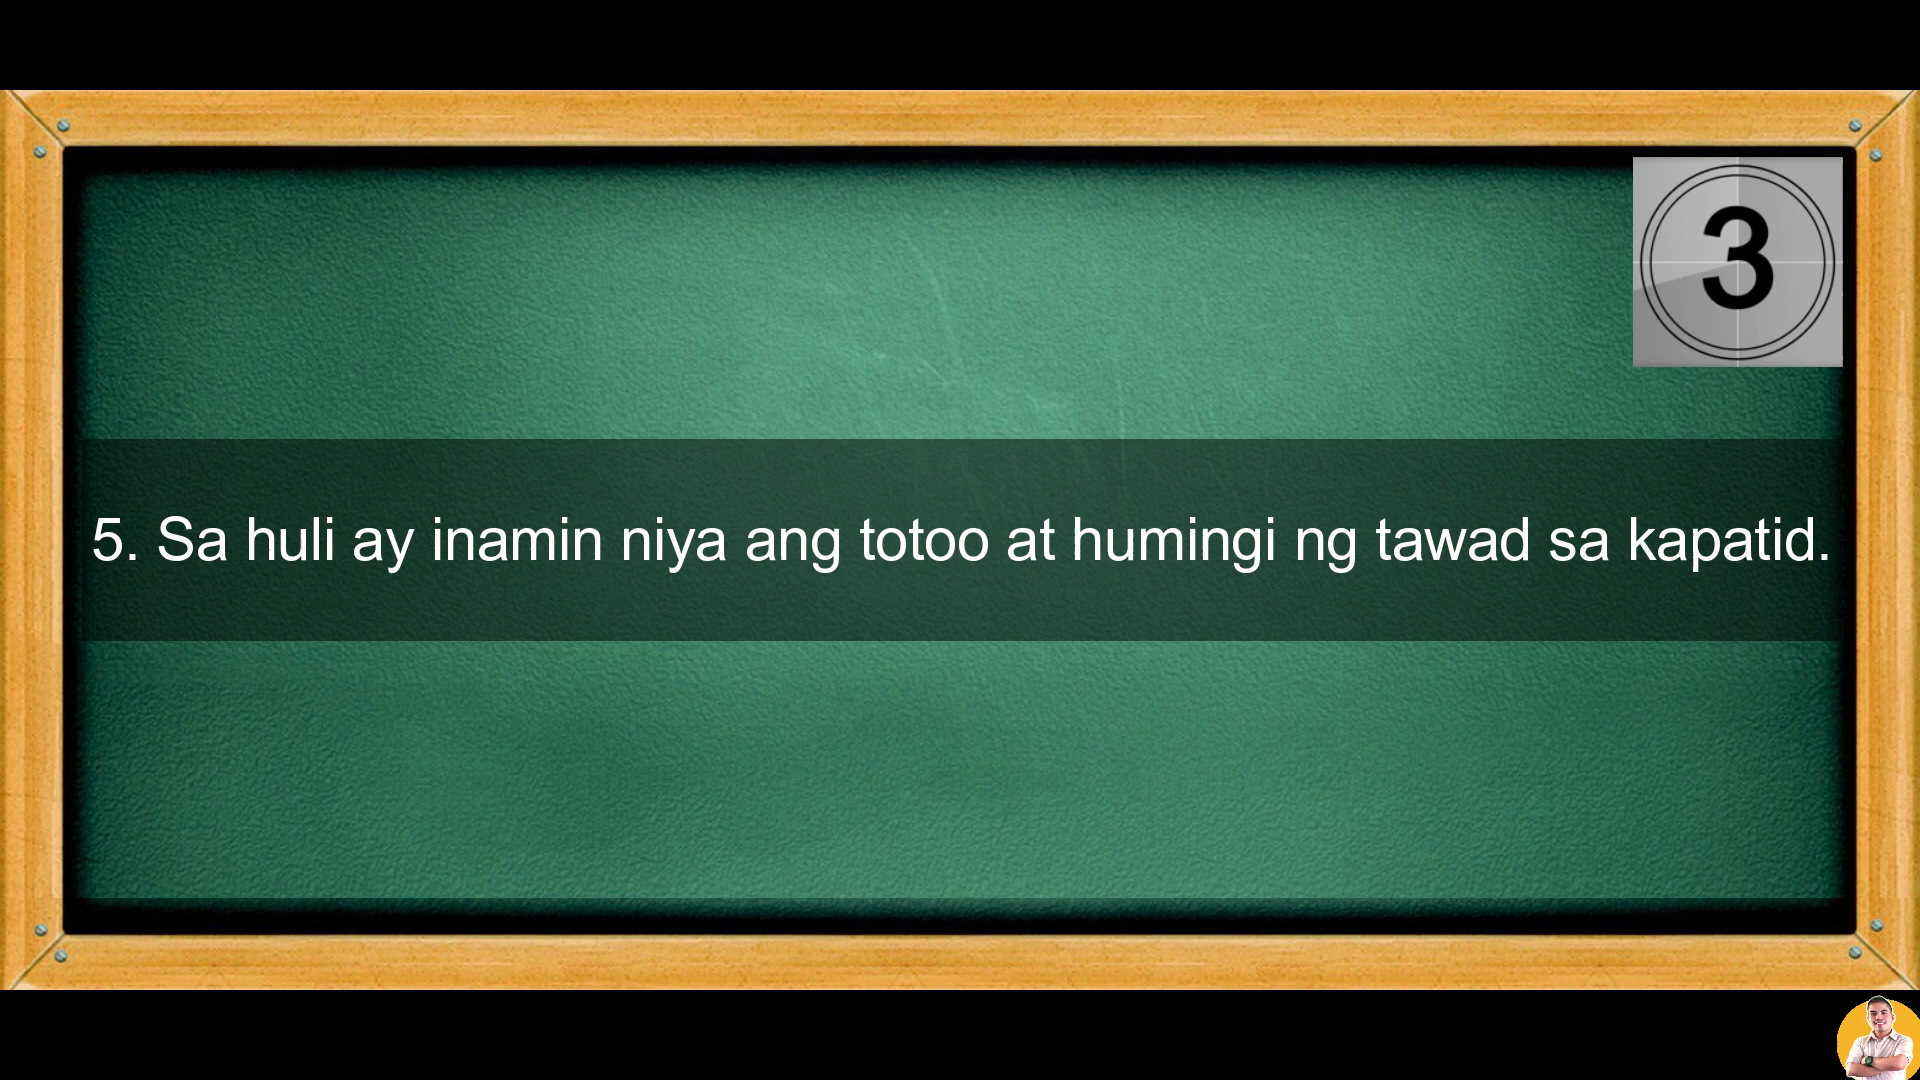 3
5. Sa huli ay inamin niya ang totoo at humingi ng tawad sa kapatid.